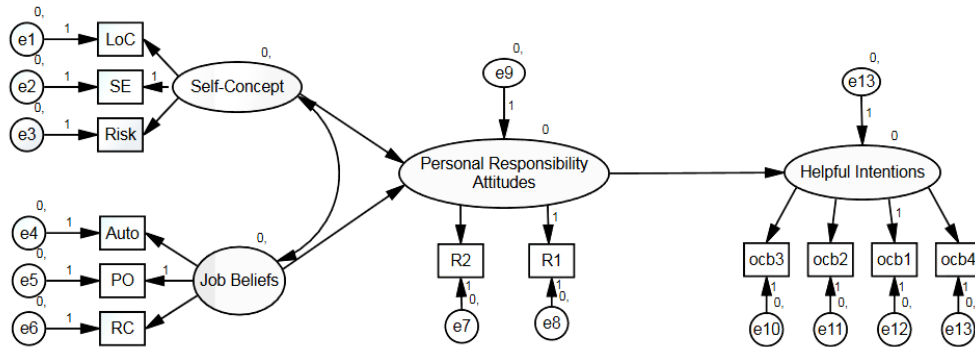 0,
e1
1
LoC
0,
e2
1
SE
1
0,
e3
1
Risk
0,
Self-Concept
0,
e9
1
0
Personal Responsibility
Attitudes
0,
e13
1
0
Helpful Intentions
0,
e4
1
Auto
0,
e5
1
PO
1
0,
e6
1
RC
0,
Job Beliefs
R2
1
R1
1
0,
e7
1
0,
e8
ocb3
ocb2
1
ocb1
ocb4
1
0,
e10
1
0,
e11
1
0,
e12
1
0,
e13